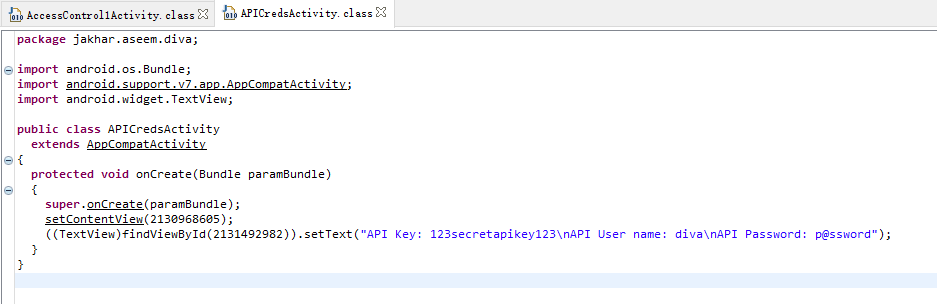 AccessControl1Activity.class
APICredsActivity.class
package jakhar.aseem.diva;
import android.os.Bundle;
import android.support.v7.app.AppCompatActivity;
import android.widget.TextView;
public class APICredsActivity
extends AppCompatActivity
{
protected void onCreate(Bundle paramBundle)
{
super.onCreate(paramBundle);
setContentView(2130968605);
((TextView)findViewById(2131492982)).setText("API Key: 123secretapikey123\nAPI User name: diva\nAPI Password: p@ssword");
}
}